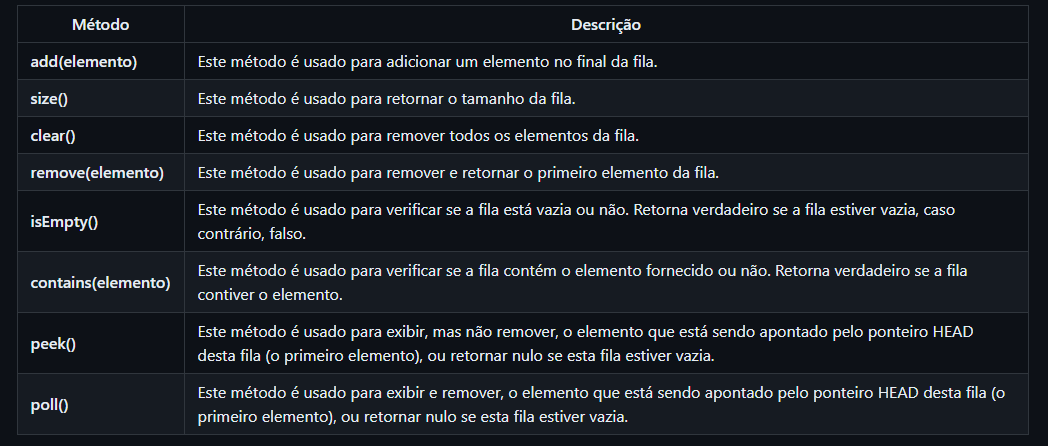 Método Descrição
add(elemento) Este método é usado para adicionar um elemento no final da fila.
size() Este método é usado para retornar o tamanho da fila.
clear() Este método é usado para remover todos os elementos da fila.
remove(elemento) Este método é usado para remover e retornar o primeiro elemento da fila.
isEmpty() Este método é usado para verificar se a fila está vazia ou não. Retorna verdadeiro se a fila estiver vazia, caso
contrário, falso.
contains(elemento) Este método é usado para verificar se a fila contém o elemento fornecido ou não. Retorna verdadeiro se a fila
contiver o elemento.
peek() Este método é usado para exibir, mas não remover, o elemento que está sendo apontado pelo ponteiro HEAD
desta fila (o primeiro elemento), ou retornar nulo se esta fila estiver vazia.
poll() Este método é usado para exibir e remover, o elemento que está sendo apontado pelo ponteiro HEAD desta fila (o
primeiro elemento), ou retornar nulo se esta fila estiver vazia.